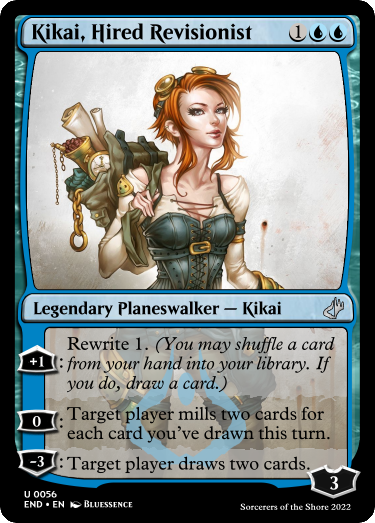 Kikai, Hired Revisionist 1
Legendary Planeswalker — Kikai
+1: Rewrite 1. (You may shuffle a card
from your hand into your library. If
you do, draw a card.)
0: Target player mills two cards for
each card you've drawn this turn.
-3: Target player draws two cards.
3
U 0056
END • EN Bluessence
Sorcerers of the Shore 2022